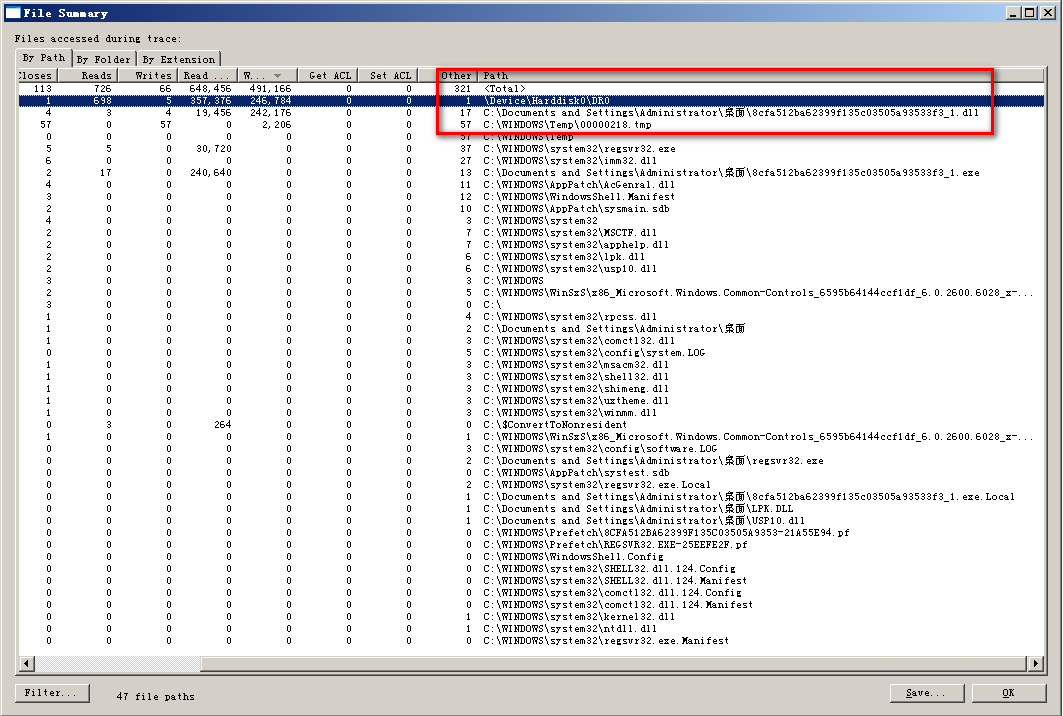 File Summary
Files accessed during trace:
By Path By Folder By Extension
Closes Reads Writes Read ... W... Get ACL Set ACL Other Path
113 726 66 648,456 491,166 0 0 321 <Total>
1 698 5 357,376 246,784 0 0 1 \Device\Harddisk0\DR0
4 3 4 19,456 242,176 0 0 17 C:\Documents and Settings\Administrator\桌面\8cfa512ba62399f135c03505a93533f3_1.dll
57 0 57 0 2,206 0 0 57 C:\WINDOWS\Temp\00000218.tmp
0 0 0 0 0 0 0 57 C:\WINDOWS\Temp
5 5 0 30,720 0 0 0 37 C:\WINDOWS\system32\regsvr32.exe
6 0 0 0 0 0 0 27 C:\WINDOWS\system32\imm32.dll
2 17 0 240,640 0 0 0 13 C:\Documents and Settings\Administrator\桌面\8cfa512ba62399f135c03505a93533f3_1.exe
4 0 0 0 0 0 0 11 C:\WINDOWS\AppPatch\AcGenral.dll
3 0 0 0 0 0 0 12 C:\WINDOWS\WindowsShell.Manifest
2 0 0 0 0 0 0 10 C:\WINDOWS\AppPatch\sysmain.sdb
4 0 0 0 0 0 0 3 C:\WINDOWS\system32
2 0 0 0 0 0 0 7 C:\WINDOWS\system32\MSCTF.dll
2 0 0 0 0 0 0 7 C:\WINDOWS\system32\apphelp.dll
2 0 0 0 0 0 0 6 C:\WINDOWS\system32\lpk.dll
2 0 0 0 0 0 0 6 C:\WINDOWS\system32\usp10.dll
3 0 0 0 0 0 0 3 C:\WINDOWS
2 0 0 0 0 0 0 5 C:\WINDOWS\WinSxS\x86_Microsoft.Windows.Common-Controls_6595b64144ccf1df_6.0.2600.6028_x-...
3 0 0 0 0 0 0 0 C:\
1 0 0 0 0 0 0 4 C:\WINDOWS\system32\rpcss.dll
1 0 0 0 0 0 0 2 C:\Documents and Settings\Administrator\桌面
1 0 0 0 0 0 0 3 C:\WINDOWS\system32\comctl32.dll
0 0 0 0 0 0 0 5 C:\WINDOWS\system32\config\system.LOG
1 0 0 0 0 0 0 3 C:\WINDOWS\system32\msacm32.dll
1 0 0 0 0 0 0 3 C:\WINDOWS\system32\shell32.dll
1 0 0 0 0 0 0 3 C:\WINDOWS\system32\shimeng.dll
1 0 0 0 0 0 0 3 C:\WINDOWS\system32\uxtheme.dll
1 0 0 0 0 0 0 3 C:\WINDOWS\system32\winmm.dll
0 3 0 264 0 0 0 0 C:\$ConvertToNonresident
1 0 0 0 0 0 0 1 C:\WINDOWS\WinSxS\x86_Microsoft.Windows.Common-Controls_6595b64144ccf1df_6.0.2600.6028_x-...
0 0 0 0 0 0 0 3 C:\WINDOWS\system32\config\software.LOG
0 0 0 0 0 0 0 2 C:\Documents and Settings\Administrator\桌面\regsvr32.exe
0 0 0 0 0 0 0 0 C:\WINDOWS\AppPatch\systest.sdb
0 0 0 0 0 0 0 2 C:\WINDOWS\system32\regsvr32.exe.Local
0 0 0 0 0 0 0 1 C:\Documents and Settings\Administrator\桌面\8cfa512ba62399f135c03505a93533f3_1.exe.Local
0 0 0 0 0 0 0 1 C:\Documents and Settings\Administrator\桌面\LPK.DLL
0 0 0 0 0 0 0 1 C:\Documents and Settings\Administrator\桌面\USP10.dll
0 0 0 0 0 0 0 0 C:\WINDOWS\Prefetch\8CFA512BA62399F135C03505A9353-21A55E94.pf
0 0 0 0 0 0 0 0 C:\WINDOWS\Prefetch\REGSVR32.EXE-25EEFE2F.pf
0 0 0 0 0 0 0 0 C:\WINDOWS\WindowsShell.Config
0 0 0 0 0 0 0 0 C:\WINDOWS\system32\SHELL32.dll.124.Config
0 0 0 0 0 0 0 0 C:\WINDOWS\system32\SHELL32.dll.124.Manifest
0 0 0 0 0 0 0 0 C:\WINDOWS\system32\comctl32.dll.124.Config
0 0 0 0 0 0 0 0 C:\WINDOWS\system32\comctl32.dll.124.Manifest
0 0 0 0 0 0 0 1 C:\WINDOWS\system32\kernel32.dll
0 0 0 0 0 0 0 1 C:\WINDOWS\system32\ntdll.dll
0 0 0 0 0 0 0 0 C:\WINDOWS\system32\regsvr32.exe.Manifest
Filter... 47 file paths Save... OK